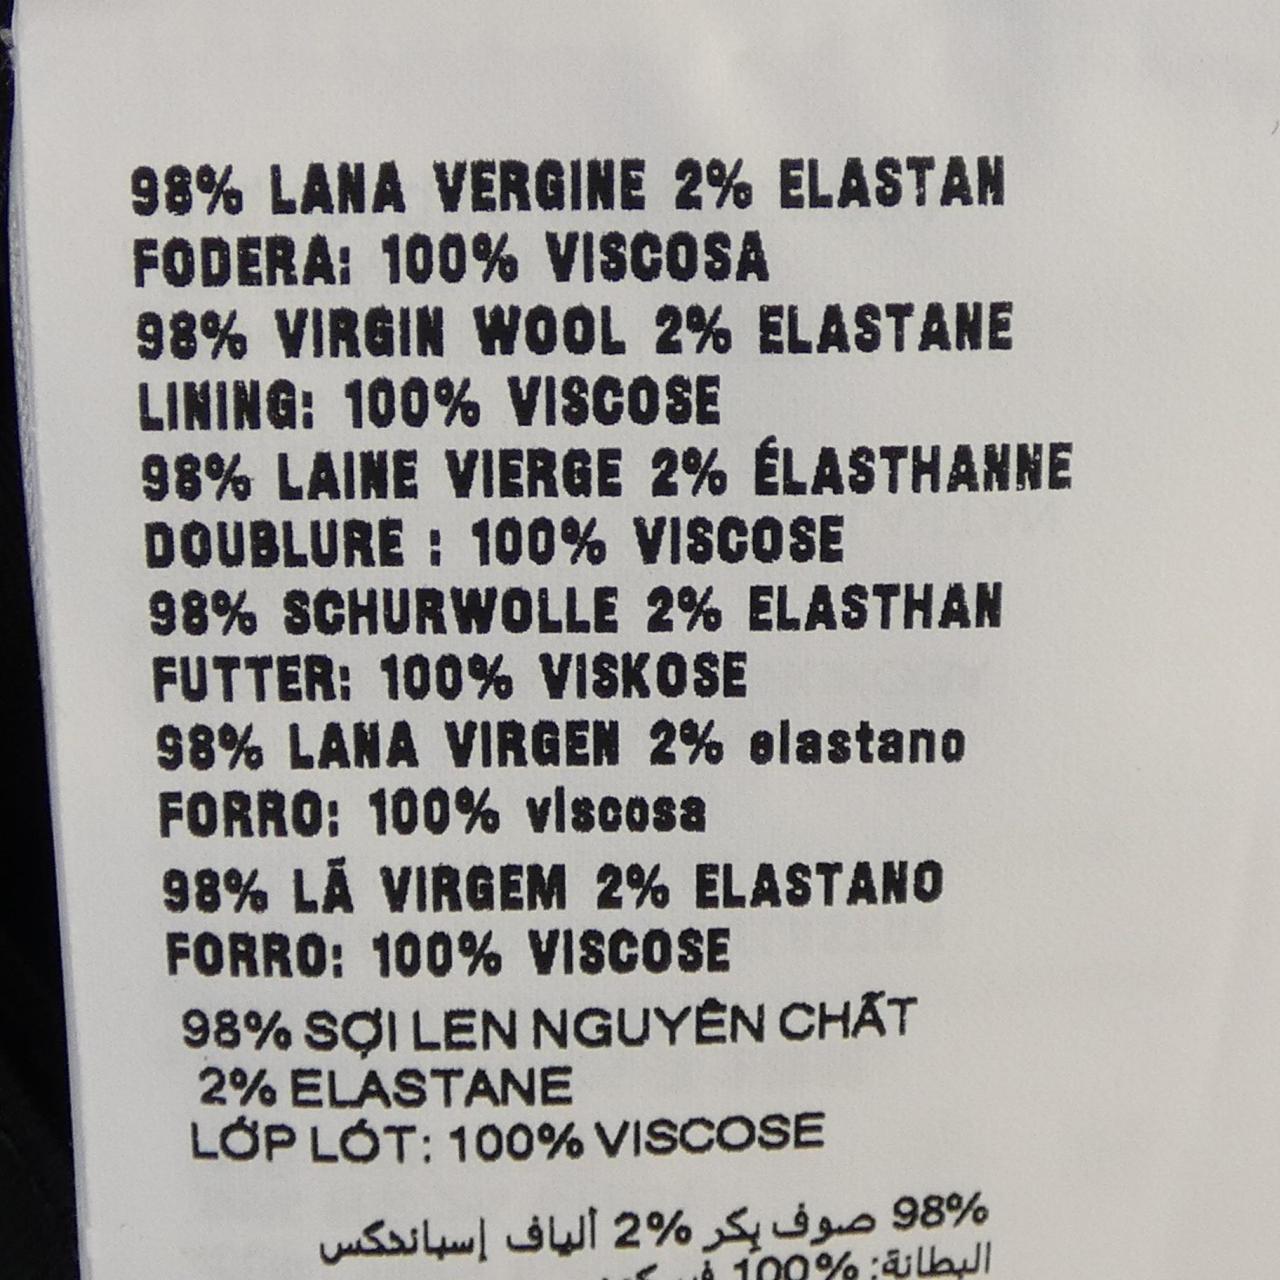 98% LANA VERGINE 2% ELASTAN
FODERA: 100% VISCOSA
98% VIRGIN WOOL 2% ELASTANE
LINING: 100% VISCOSE
98% LAINE VIERGE 2% ÉLASTHANNE
DOUBLURE : 100% VISCOSE
98% SCHURWOLLE 2% ELASTHAN
FUTTER: 100% VISKOSE
98% LANA VIRGEN 2% elastano
FORRO: 100% viscosa
98% LÃ VIRGEM 2% ELASTANO
FORRO: 100% VISCOSE
98% SỢI LEN NGUYÊN CHẤT
2% ELASTANE
LỚP LÓT: 100% VISCOSE
98% صوف بكر 2% ألياف إسباندكس
البطانة: 100%